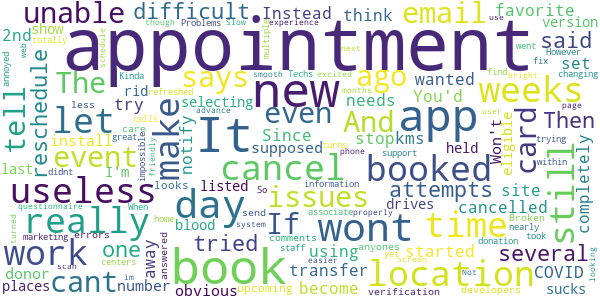 unable difficult Instead email think favorite version
though Problems Slow experience use
2nd show totally multiple web schedule
annoyed Kinda smooth Techs excited next went However fix changing
appointment
The says ago new said set
tell reschedule let rid try install less
notify selecting refreshed months find bright
make It even app weeks
needs You'd wanted And Since supposed stop kms held
advance calls care great impossible friendly
event I'm last looks listed cancel booked attempts
Won't eligible card Then user page trying within
site completely still
useless day If issues wont time location
drives cancelled several
questionnaire didnt When home blood So send system
turns phone support information associate properly
really tried using started COVID
work cant one away book transfer become
donor places number obvious sucks
marketing errors centers answered comments staff easier
upcoming anyones yet screen Not Broken nearly took
turned scan im verification donation developers looking